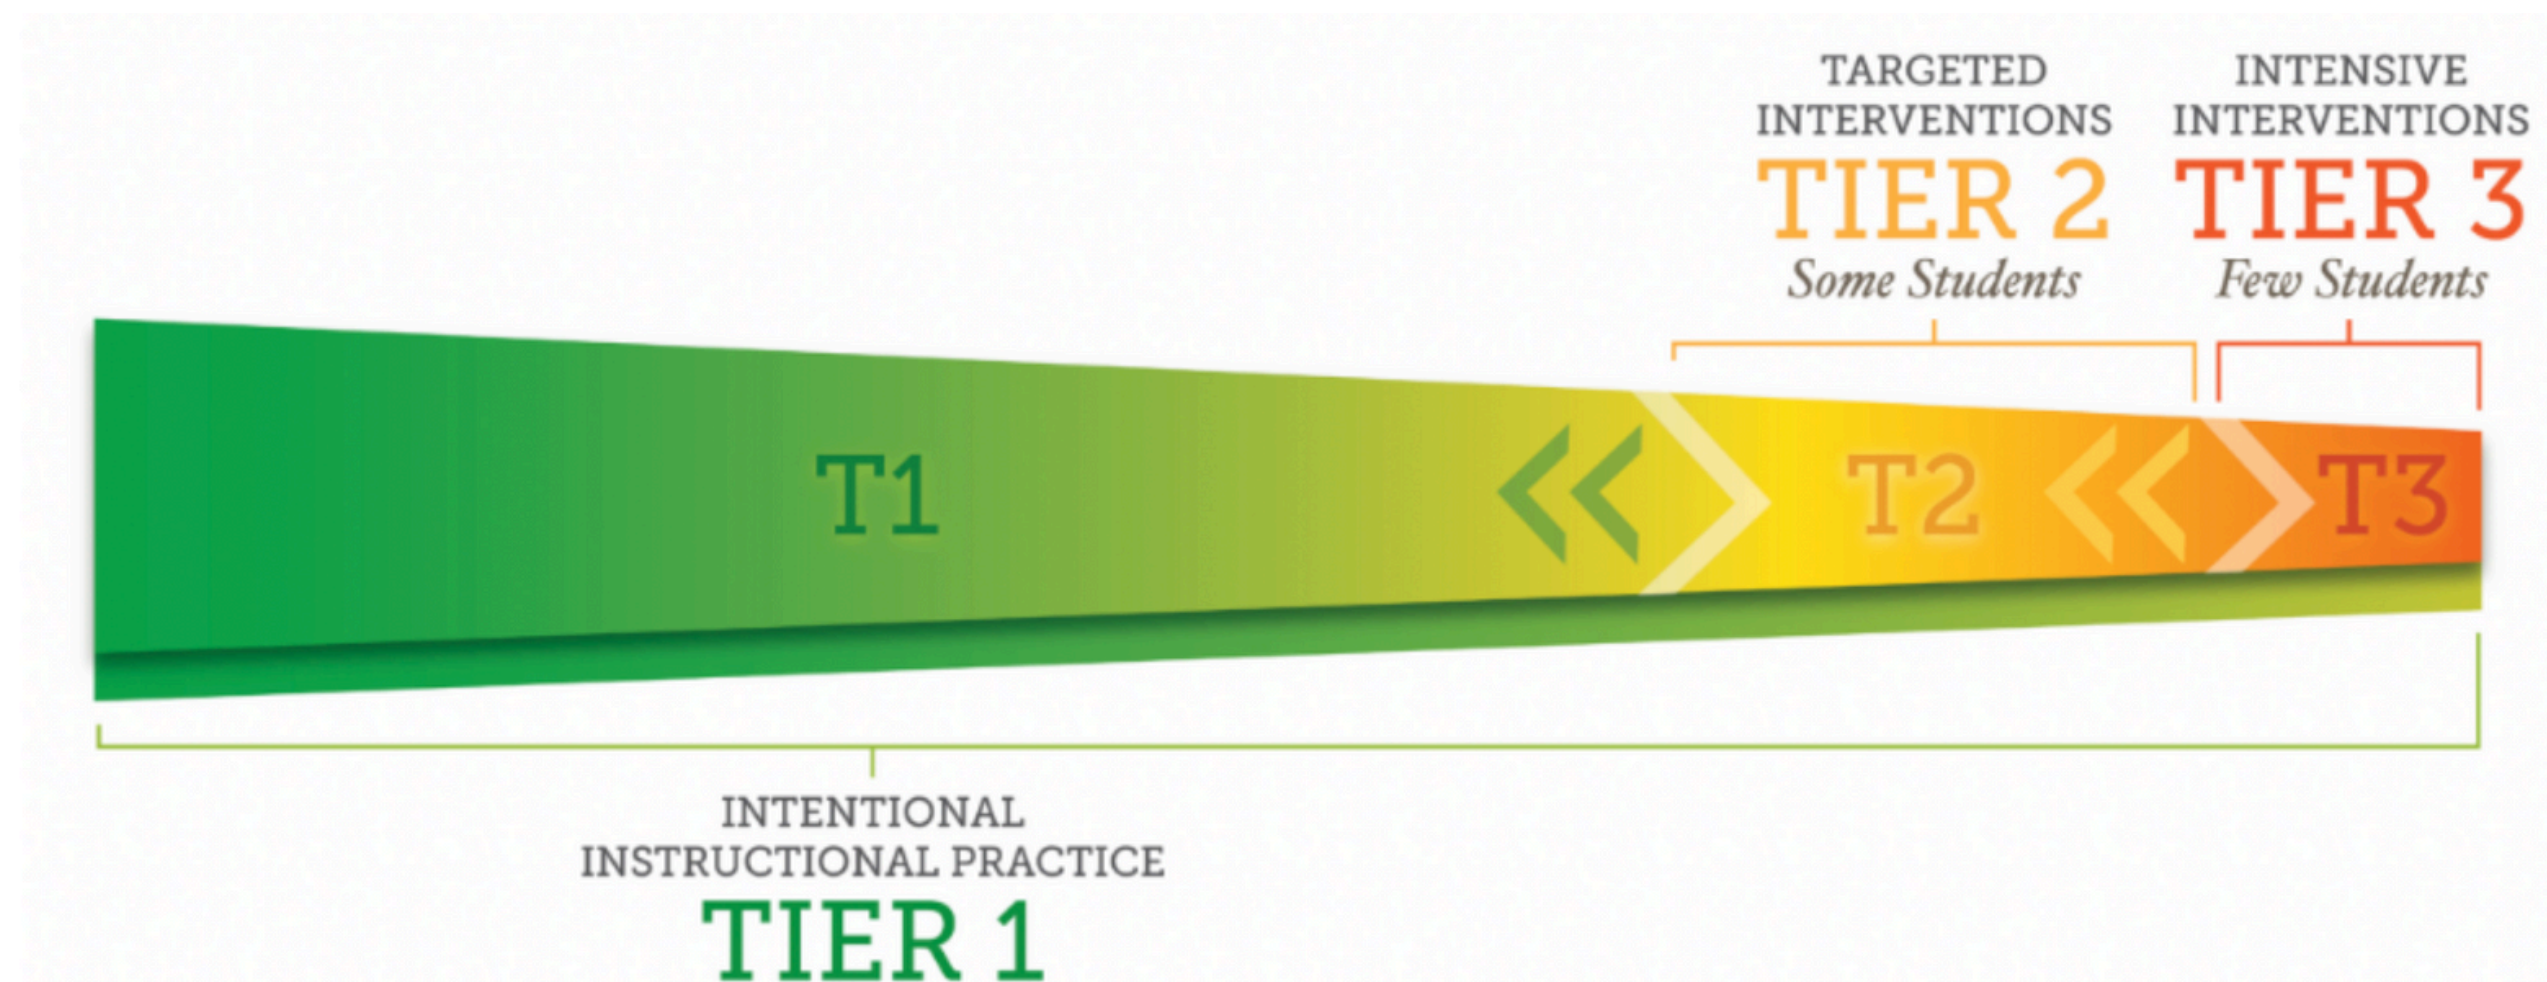 TARGETED
INTERVENTIONS
TIER 2
Some Students
INTENSIVE
INTERVENTIONS
TIER 3
Few Students
T1
T2
T3
INTENTIONAL
INSTRUCTIONAL PRACTICE
TIER 1